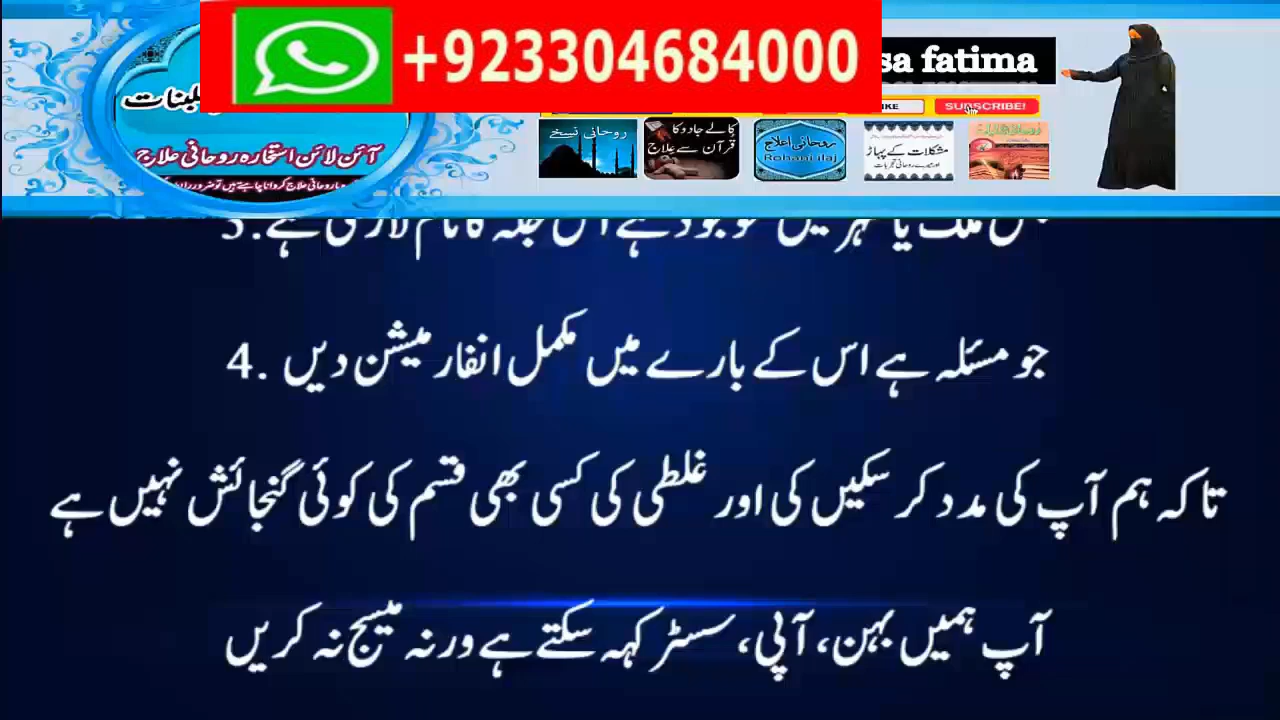 +923304684000
sa fatima
SUBSCRIBE!
روحانی نسخے
کالے جادو کا
قرآن سے علاج
روحانی علاج
Rohani ilaj
مشکلات کے پہاڑ
آن لائن استخارہ روحانی علاج
جو مسئلہ ہے اس کے بارے میں مکمل انفارمیشن دیں .4
تاکہ ہم آپ کی مدد کر سکیں کی اور غلطی کی کسی بھی قسم کی کوئی گنجائش نہیں ہے
آپ ہمیں بہن، آپی، سسٹر کہہ سکتے ہے ورنہ میسج نہ کریں